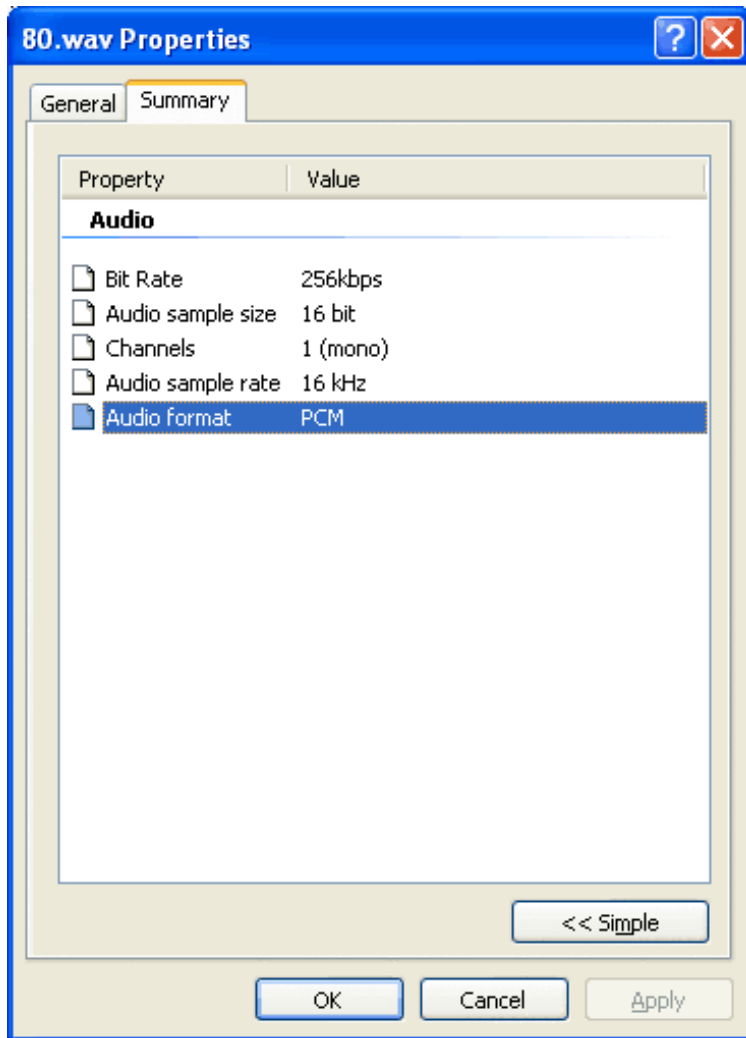 80.wav Properties
General Summary
Property Value
Audio
Bit Rate 256kbps
Audio sample size 16 bit
Channels 1 (mono)
Audio sample rate 16 kHz
Audio format PCM
<< Simple
OK Cancel Apply